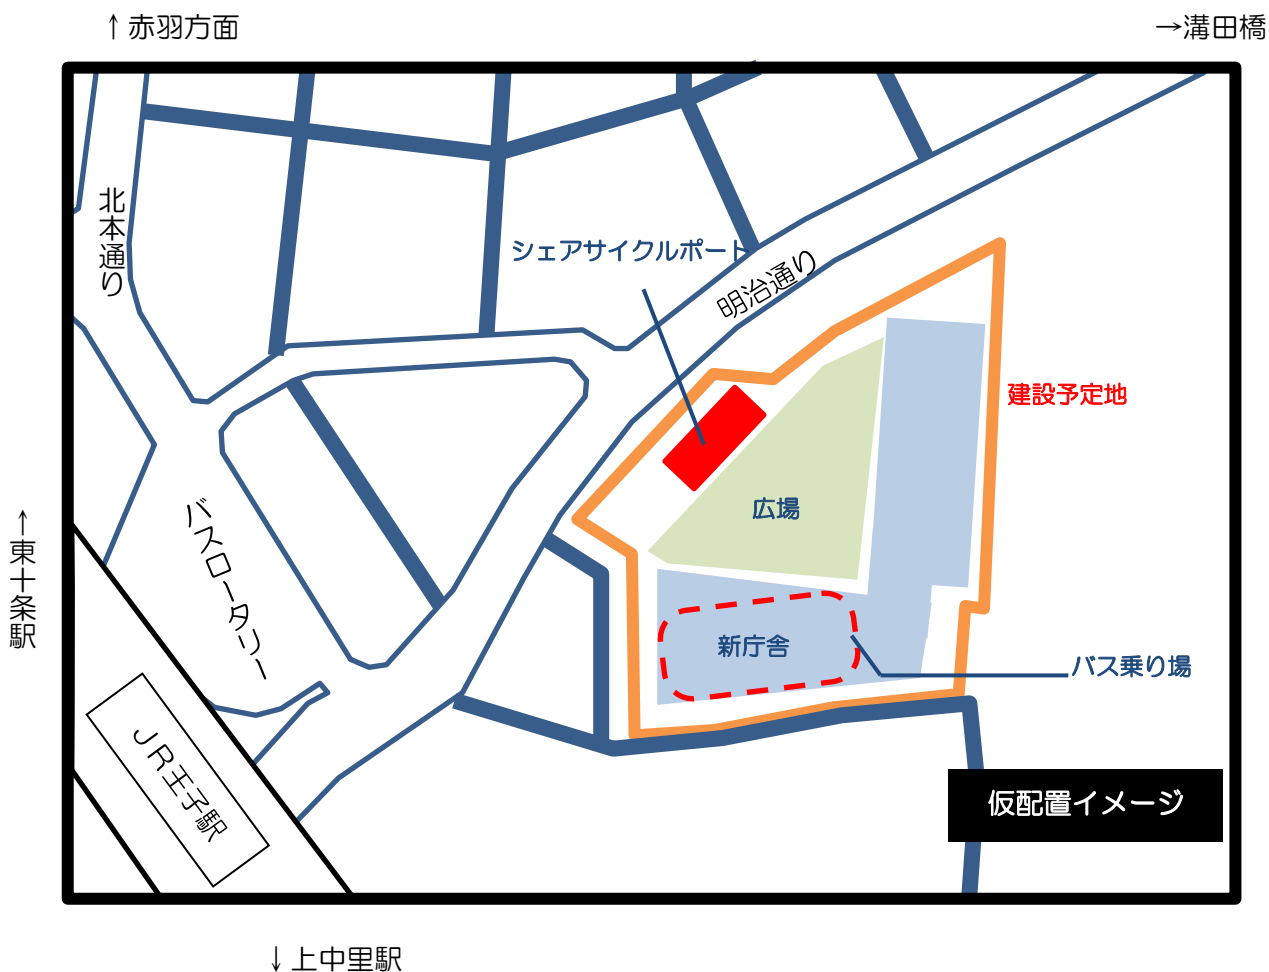 ↑赤羽方面
→溝田橋
北本通り
シェアサイクルポート
明治通り
建設予定地
バスロータリー
広場
←東十条駅
新庁舎
バス乗り場
JR王子駅
仮配置イメージ
↓上中里駅